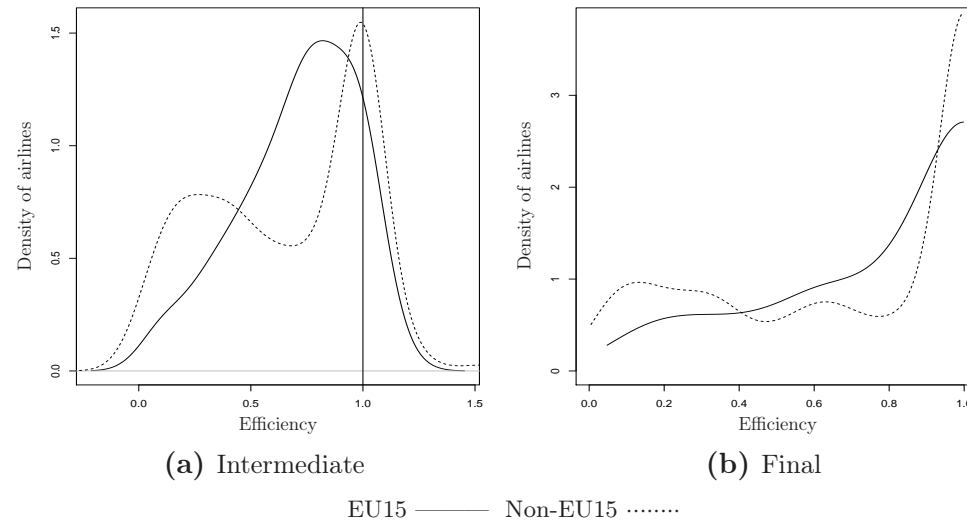 Density of airlines
1.5
1.0
0.5
0.0
0.0 0.5 1.0 1.5
Efficiency
(a) Intermediate
Density of airlines
3
2
1
0
0.0 0.2 0.4 0.6 0.8 1.0
Efficiency
(b) Final
EU15 Non-EU15